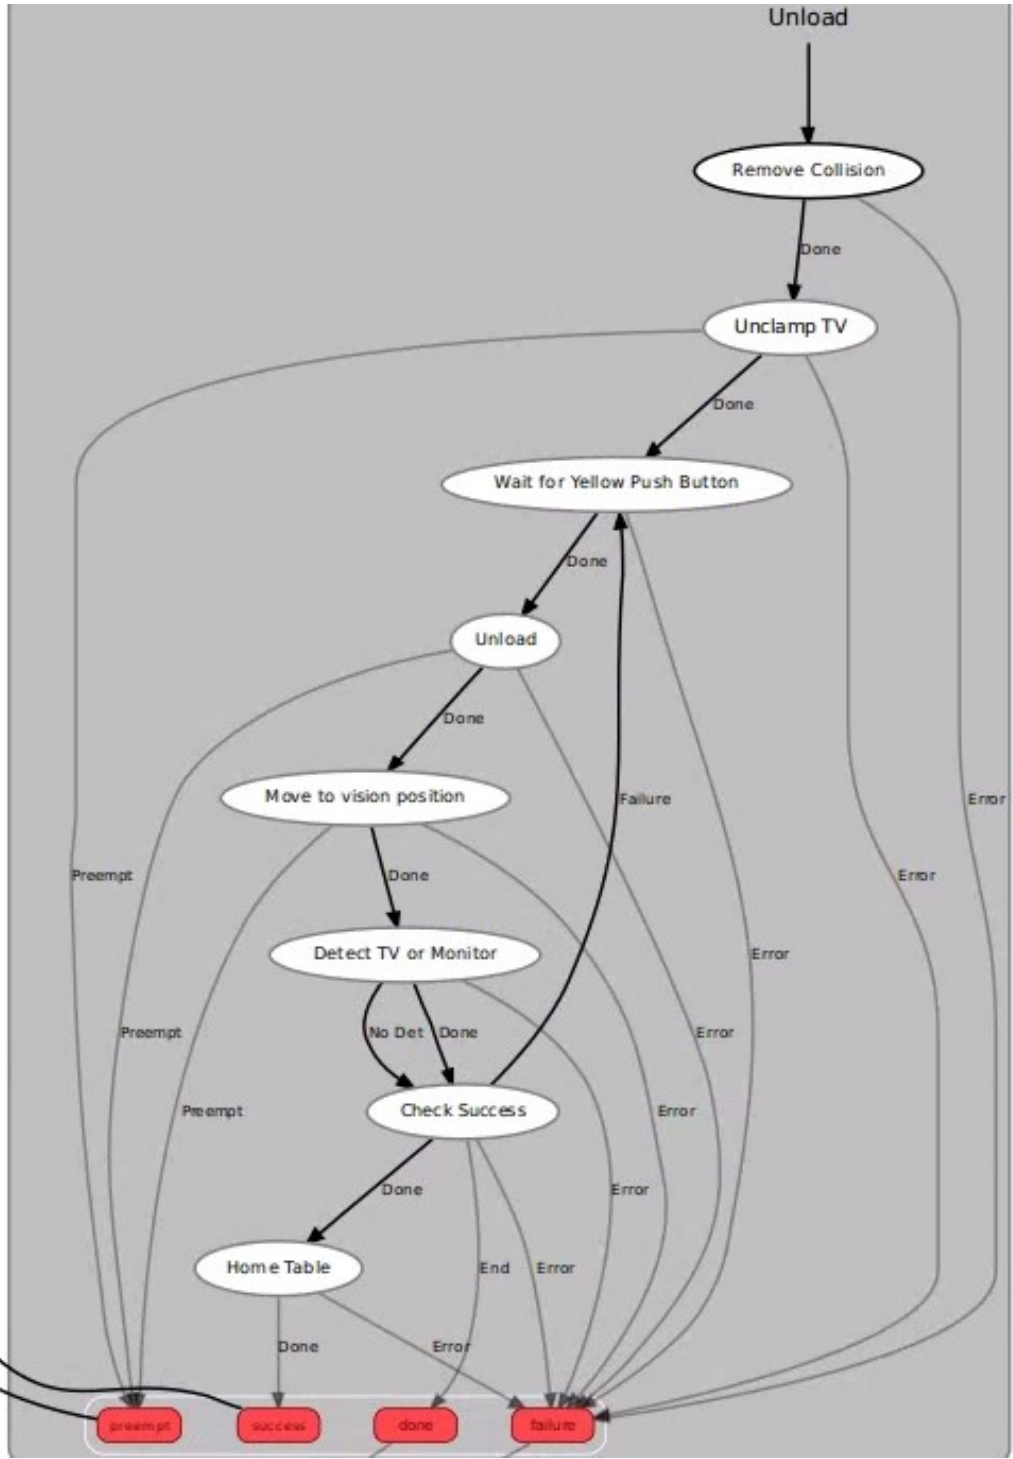 Unload
Remove Collision
Done
Unclamp TV
Done
Wait for Yellow Push Button
Done
Unload
Done
Move to vision position
Failure
Error
Preempt
Done
Error
Detect TV or Monitor
Error
Preempt
No Det
Done
Error
Preempt
Check Success
Error
Done
Error
Home Table
End
Error
Done
Error
preempt
success
done
failure